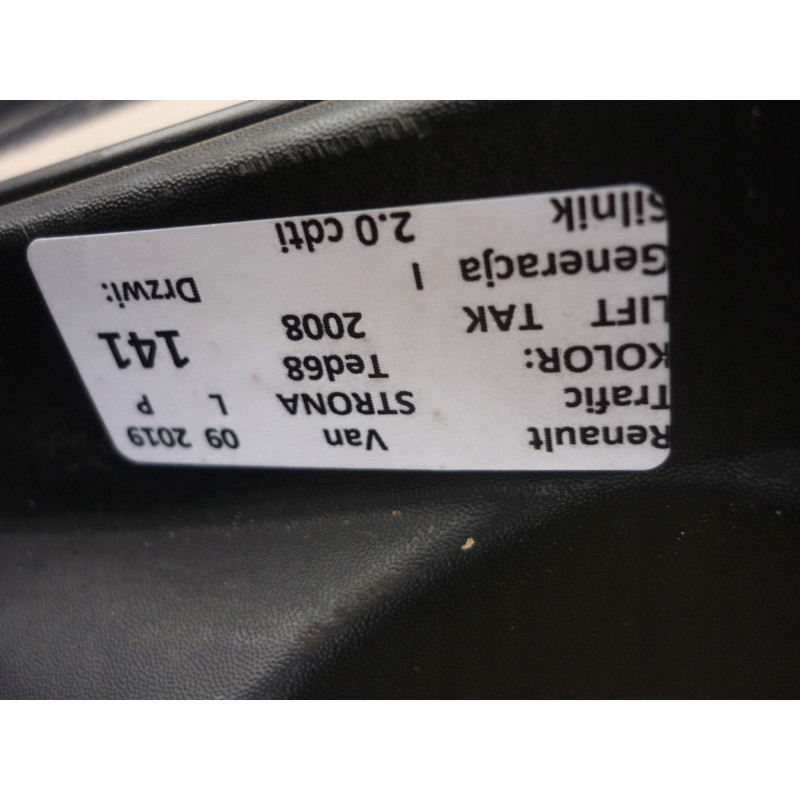 Renault Van 09 2019
Trafic STRONA L P
KOLOR: Ted68 141
LIFT TAK 2008
Generacja I Drzwi:
Silnik 2.0 cdti